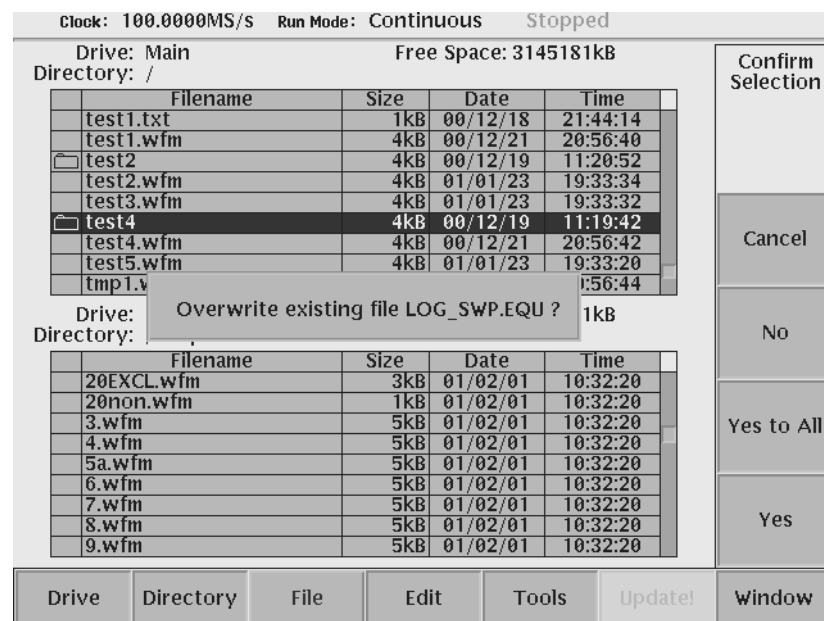 Clock: 100.0000MS/s Run Mode: Continuous Stopped
Drive: Main Free Space: 3145181kB
Directory: /
Filename Size Date Time
test1.txt 1kB 00/12/18 21:44:14
test1.wfm 4kB 00/12/21 20:56:40
test2 4kB 00/12/19 11:20:52
test2.wfm 4kB 01/01/23 19:33:34
test3.wfm 4kB 01/01/23 19:33:32
test4 4kB 00/12/19 11:19:42
test4.wfm 4kB 00/12/21 20:56:42
test5.wfm 4kB 01/01/23 19:33:20
tmp1.w :56:44
Overwrite existing file LOG_SWP.EQU ?
Drive: 1kB
Directory: /
Filename Size Date Time
20EXCL.wfm 3kB 01/02/01 10:32:20
20non.wfm 1kB 01/02/01 10:32:20
3.wfm 5kB 01/02/01 10:32:20
4.wfm 5kB 01/02/01 10:32:20
5a.wfm 5kB 01/02/01 10:32:20
6.wfm 5kB 01/02/01 10:32:20
7.wfm 5kB 01/02/01 10:32:20
8.wfm 5kB 01/02/01 10:32:20
9.wfm 5kB 01/02/01 10:32:20
Confirm
Selection
Cancel
No
Yes to All
Yes
Drive Directory File Edit Tools Update! Window